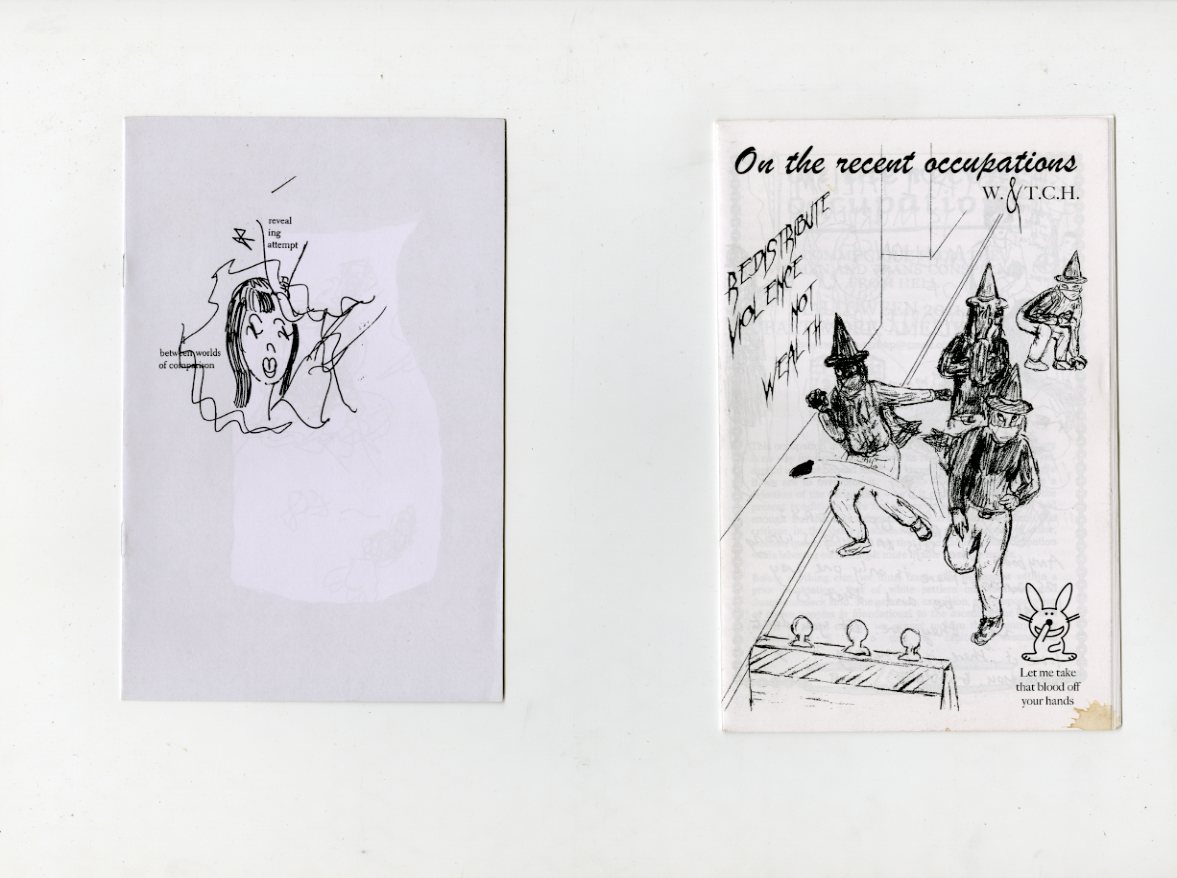 reveal
ing
attempt
between worlds
of comparison
On the recent occupations
W. & T.C.H.
REDISTRIBUTE
VIOLENCE
NOT
WEALTH
Let me take
that blood off
your hands